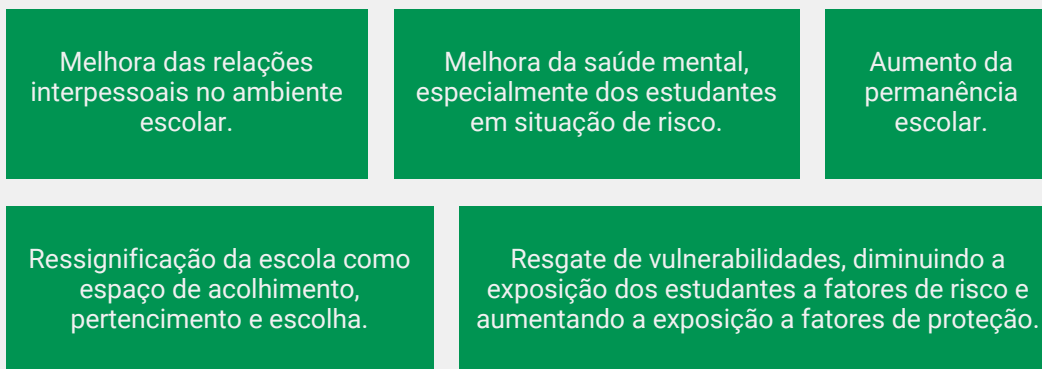 Melhora das relações
interpessoais no ambiente
escolar.
Melhora da saúde mental,
especialmente dos estudantes
em situação de risco.
Aumento da
permanência
escolar.
Ressignificação da escola como
espaço de acolhimento,
pertencimento e escolha.
Resgate de vulnerabilidades, diminuindo a
exposição dos estudantes a fatores de risco e
aumentando a exposição a fatores de proteção.